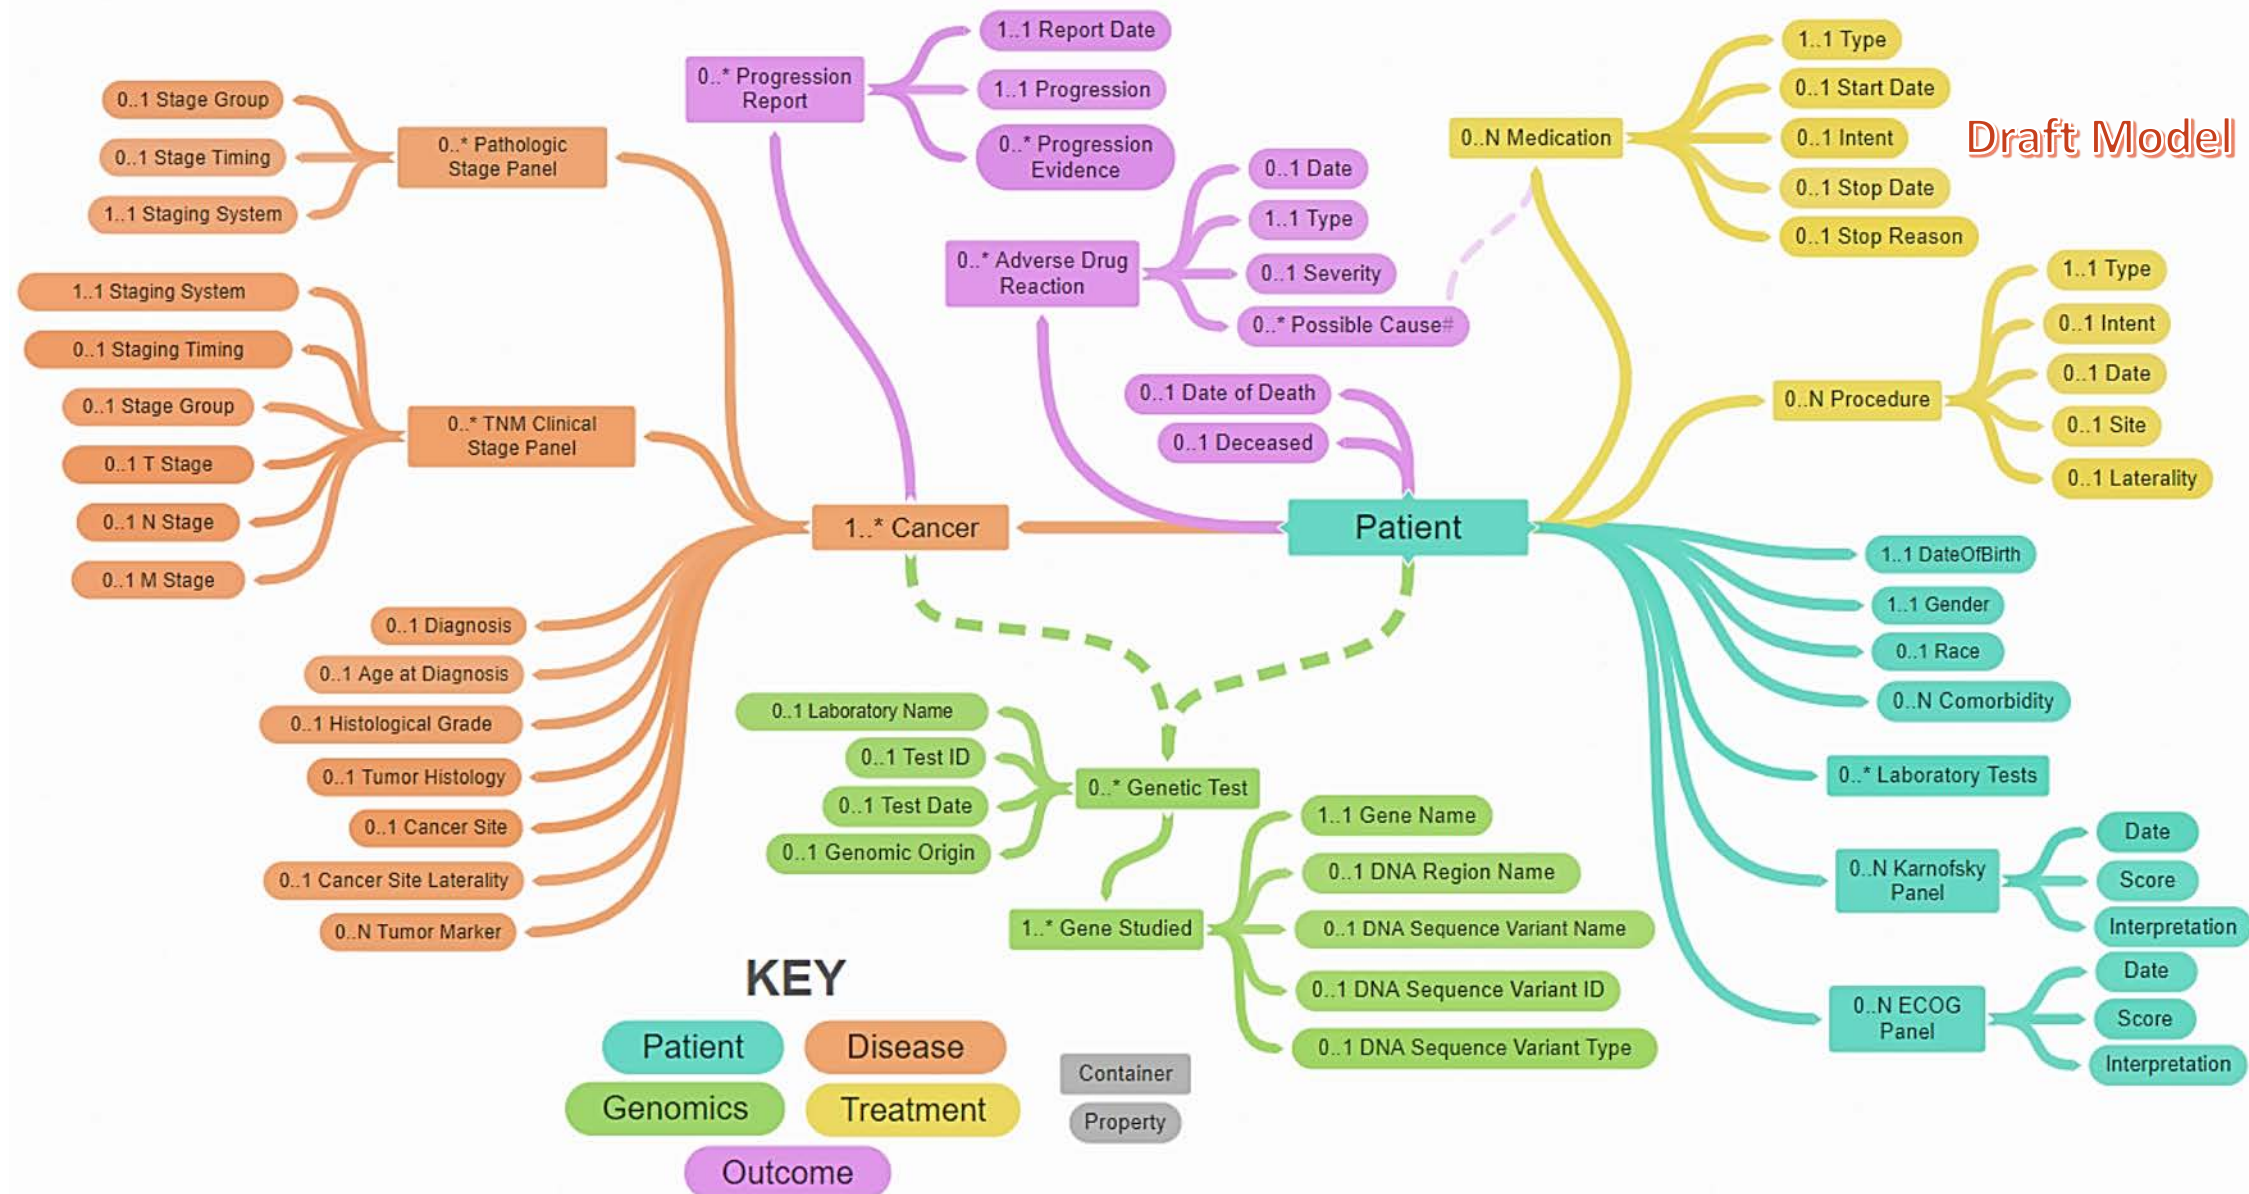 0..1 Stage Group
0..1 Stage Timing
1..1 Staging System
0..* Pathologic
Stage Panel
1..1 Staging System
0..1 Staging Timing
0..1 Stage Group
0..1 T Stage
0..1 N Stage
0..1 M Stage
0..* TNM Clinical
Stage Panel
0..1 Diagnosis
0..1 Age at Diagnosis
0..1 Histological Grade
0..1 Tumor Histology
0..1 Cancer Site
0..1 Cancer Site Laterality
0..N Tumor Marker
1..* Cancer
0..* Progression
Report
1..1 Report Date
1..1 Progression
0..* Progression
Evidence
0..* Adverse Drug
Reaction
0..1 Date
1..1 Type
0..1 Severity
0..* Possible Cause#
0..1 Date of Death
0..1 Deceased
Patient
0..N Medication
1..1 Type
0..1 Start Date
0..1 Intent
0..1 Stop Date
0..1 Stop Reason
Draft Model
0..N Procedure
1..1 Type
0..1 Intent
0..1 Date
0..1 Site
0..1 Laterality
1..1 DateOfBirth
1..1 Gender
0..1 Race
0..N Comorbidity
0..* Laboratory Tests
0..N Karnofsky
Panel
Date
Score
Interpretation
0..N ECOG
Panel
Date
Score
Interpretation
0..1 Laboratory Name
0..1 Test ID
0..1 Test Date
0..1 Genomic Origin
0..* Genetic Test
1..* Gene Studied
1..1 Gene Name
0..1 DNA Region Name
0..1 DNA Sequence Variant Name
0..1 DNA Sequence Variant ID
0..1 DNA Sequence Variant Type
KEY
Patient
Disease
Genomics
Treatment
Outcome
Container
Property